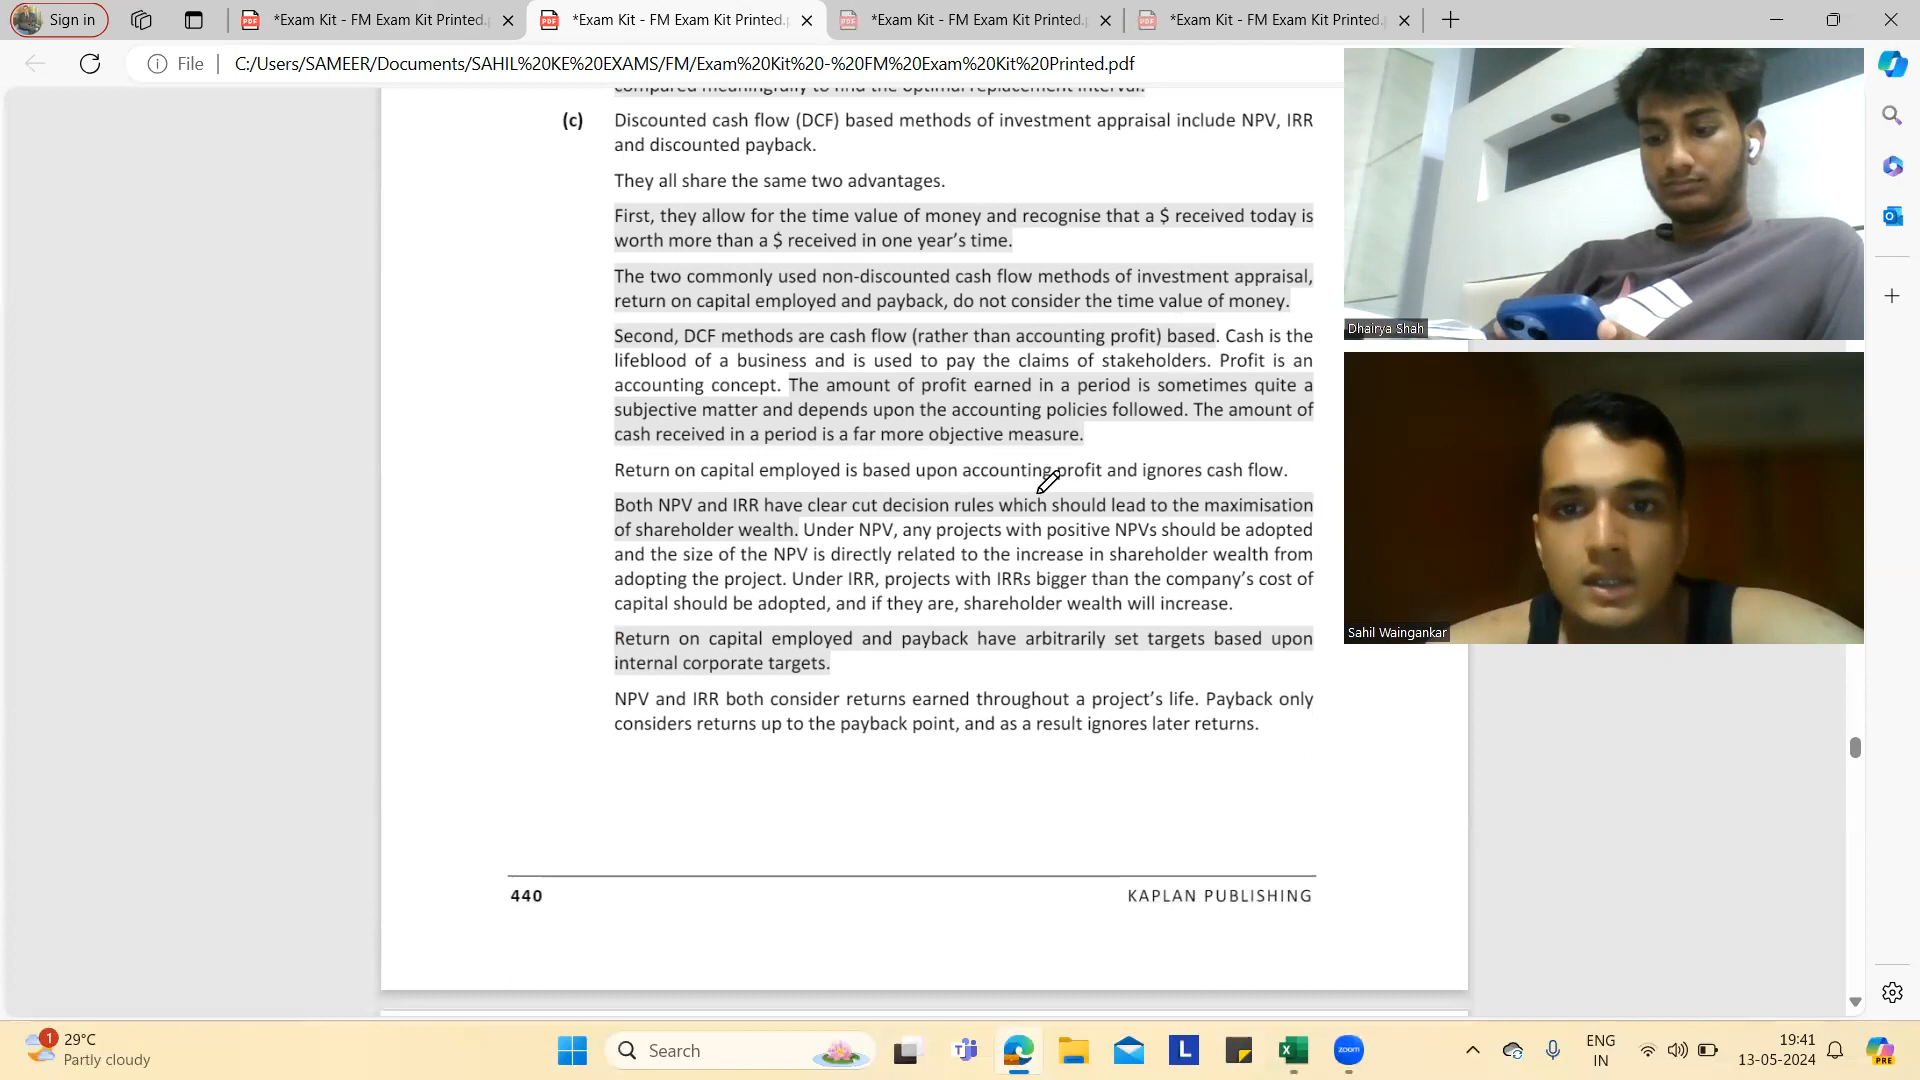 Sign in
*Exam Kit - FM Exam Kit Printed.
*Exam Kit - FM Exam Kit Printed.
*Exam Kit - FM Exam Kit Printed.
*Exam Kit - FM Exam Kit Printed.
File
C:/Users/SAMEER/Documents/SAHIL%20KE%20EXAMS/FM/Exam%20Kit%20-%20FM%20Exam%20Kit%20Printed.pdf
compared meaningfully to find the optimal replacement interval.
(c) Discounted cash flow (DCF) based methods of investment appraisal include NPV, IRR
and discounted payback.
They all share the same two advantages.
First, they allow for the time value of money and recognise that a $ received today is
worth more than a $ received in one year's time.
The two commonly used non-discounted cash flow methods of investment appraisal,
return on capital employed and payback, do not consider the time value of money.
Second, DCF methods are cash flow (rather than accounting profit) based. Cash is the
lifeblood of a business and is used to pay the claims of stakeholders. Profit is an
accounting concept. The amount of profit earned in a period is sometimes quite a
subjective matter and depends upon the accounting policies followed. The amount of
cash received in a period is a far more objective measure.
Return on capital employed is based upon accounting profit and ignores cash flow.
Both NPV and IRR have clear cut decision rules which should lead to the maximisation
of shareholder wealth. Under NPV, any projects with positive NPVs should be adopted
and the size of the NPV is directly related to the increase in shareholder wealth from
adopting the project. Under IRR, projects with IRRs bigger than the company's cost of
capital should be adopted, and if they are, shareholder wealth will increase.
Return on capital employed and payback have arbitrarily set targets based upon
internal corporate targets.
NPV and IRR both consider returns earned throughout a project's life. Payback only
considers returns up to the payback point, and as a result ignores later returns.
440
KAPLAN PUBLISHING
Dhairya Shah
Sahil Waingankar
1
29°C
Partly cloudy
Search
L
zoom
ENG
IN
19:41
13-05-2024
PRE